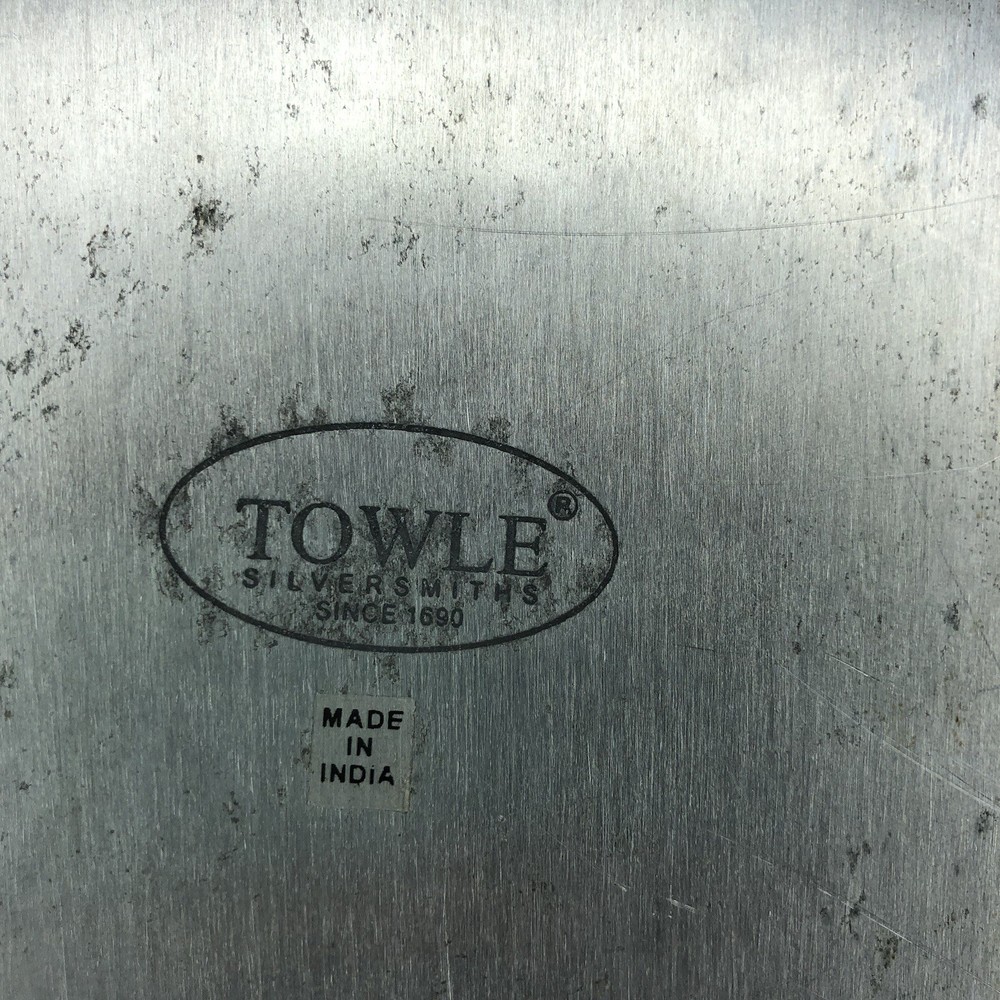 TOWLE®
SILVERSMITHS
SINCE 1690
MADE
IN
INDiA